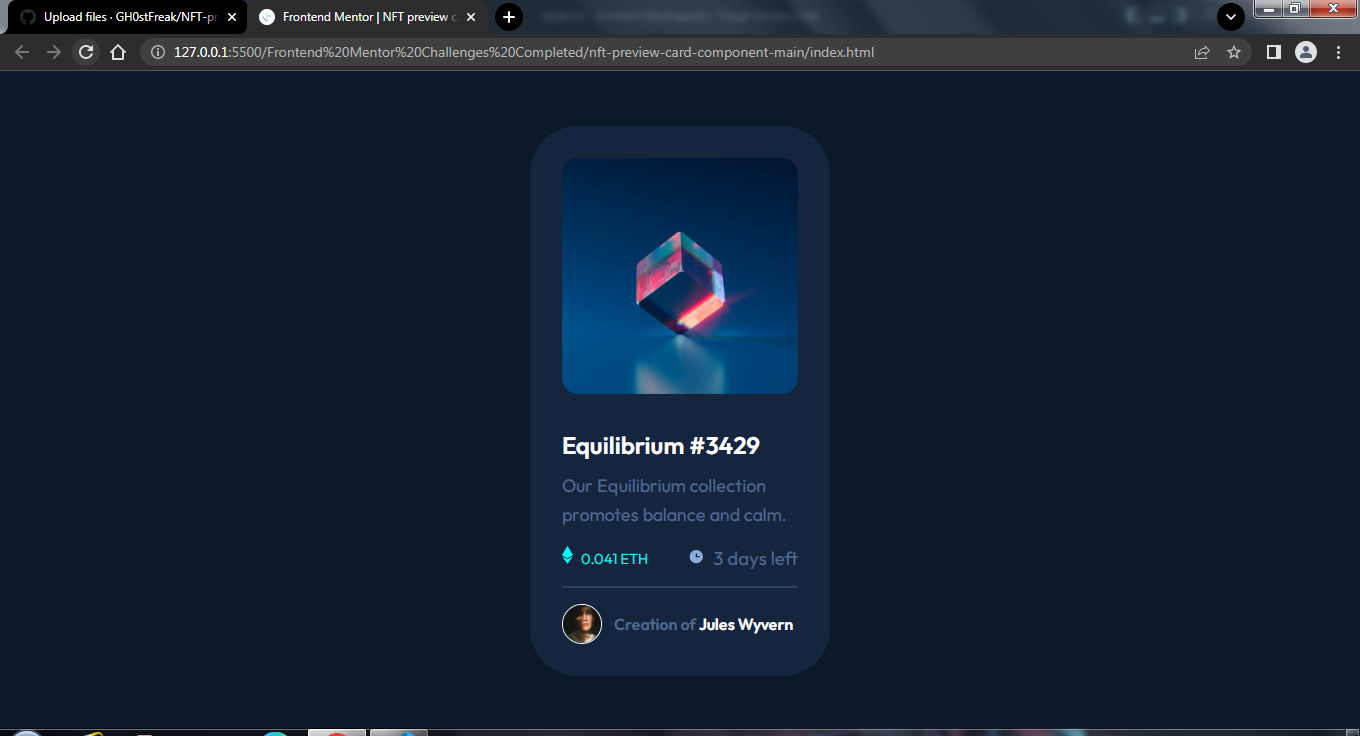 Upload files · GH0stFreak/NFT-pr
Frontend Mentor | NFT preview c
127.0.0.1:5500/Frontend%20Mentor%20Challenges%20Completed/nft-preview-card-component-main/index.html
Equilibrium #3429
Our Equilibrium collection
promotes balance and calm.
0.041 ETH
3 days left
Creation of Jules Wyvern